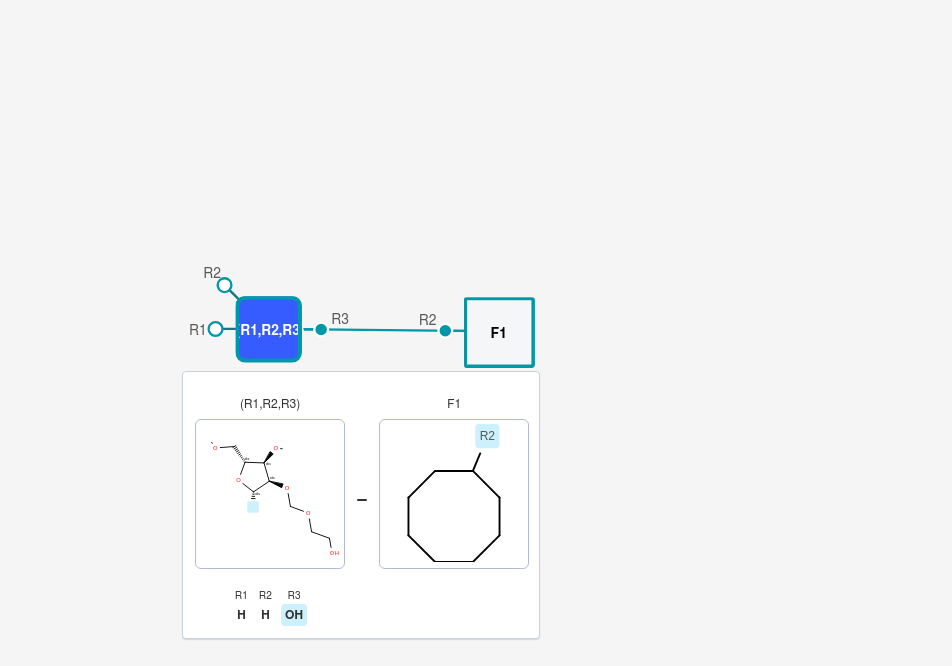 R2
R1
R1,R2,R3
R3
R2
F1
(R1,R2,R3)
F1
R2
O
O
O
O
O
OH
R1 R2 R3
H H OH